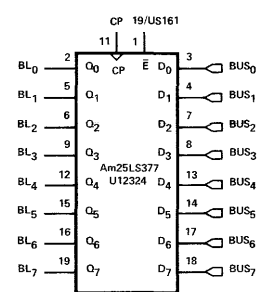 CP 19/US161
11 1
BL0 2 Q0 CP E̅ D0 3 BUS0
BL1 5 Q1 D1 4 BUS1
BL2 6 Q2 D2 7 BUS2
BL3 9 Q3 D3 8 BUS3
Am25LS377
BL4 12 Q4 U12324 D4 13 BUS4
BL5 15 Q5 D5 14 BUS5
BL6 16 Q6 D6 17 BUS6
BL7 19 Q7 D7 18 BUS7